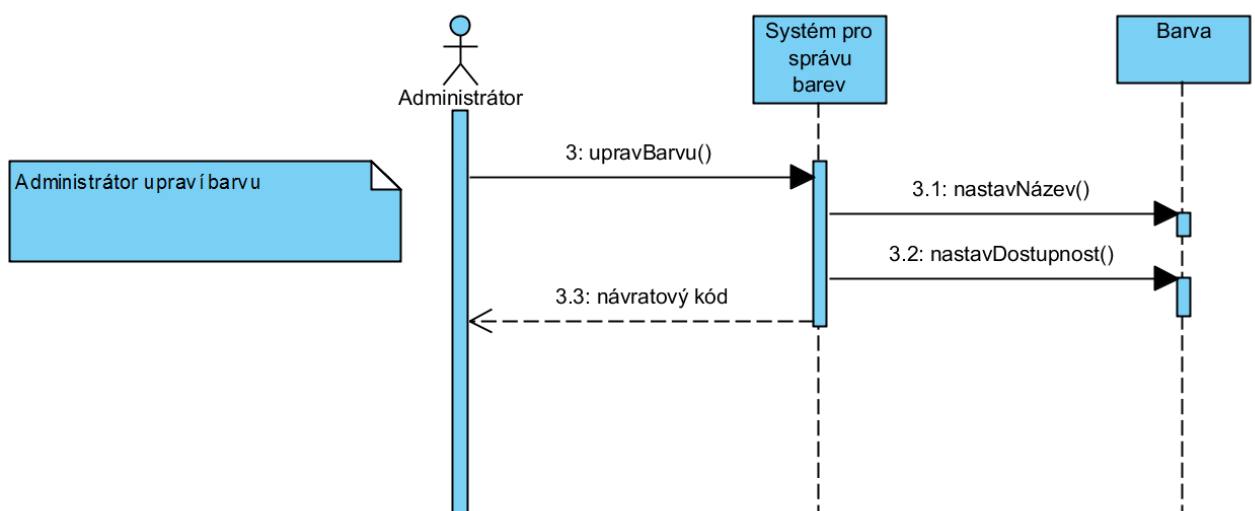 Systém pro
správu
barev
Barva
Administrátor
Administrátor upraví barvu
3: upravBarvu()
3.1: nastavNázev()
3.2: nastavDostupnost()
3.3: návratový kód